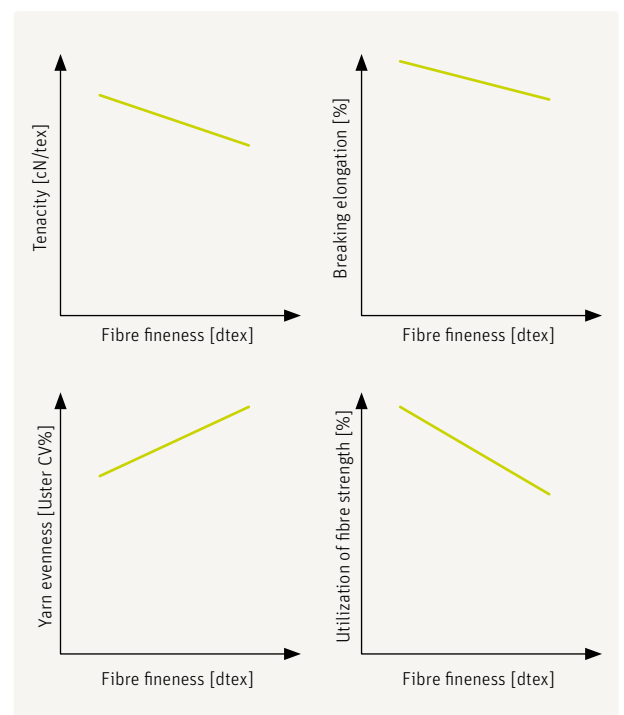 Tenacity [cN/tex]
Fibre fineness [dtex]
Breaking elongation [%]
Fibre fineness [dtex]
Yarn evenness [Uster CV%]
Fibre fineness [dtex]
Utilization of fibre strength [%]
Fibre fineness [dtex]